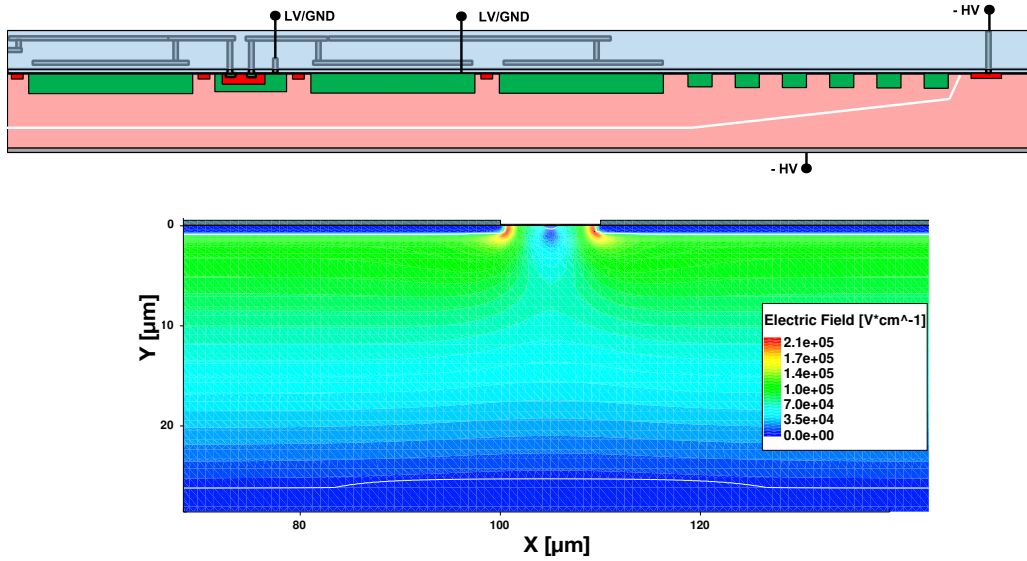 LV/GND
LV/GND
- HV
- HV
0
10
20
Y [µm]
80
100
120
X [µm]
Electric Field [V*cm^-1]
2.1e+05
1.7e+05
1.4e+05
1.0e+05
7.0e+04
3.5e+04
0.0e+00